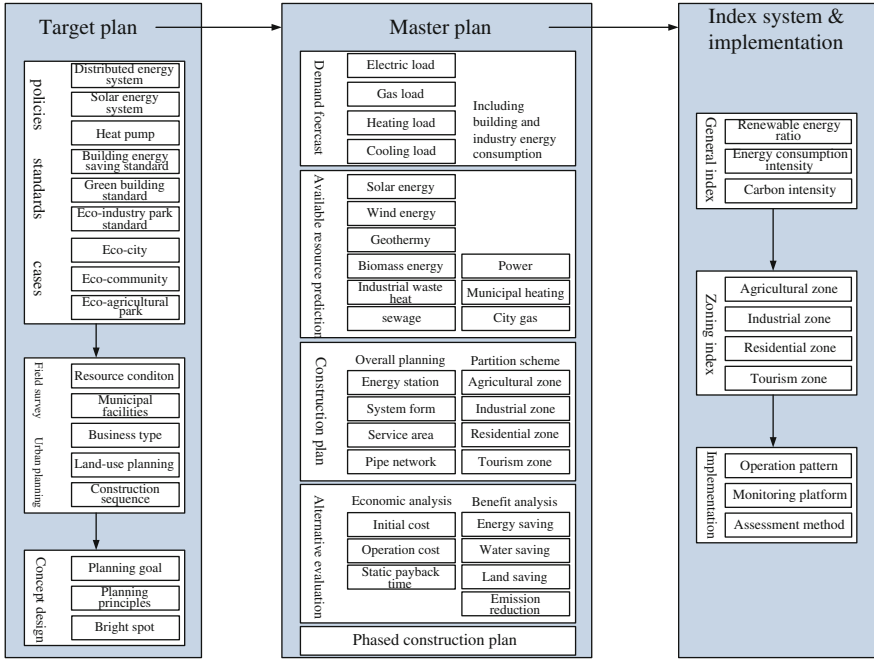 Target plan
policies
Distributed energy
system
Solar energy
system
Heat pump
standards
Building energy
saving standard
Green building
standard
Eco-industry park
standard
cases
Eco-city
Eco-community
Eco-agricultural
park
Field survey
Resource conditon
Municipal
facilities
Urban planning
Business type
Land-use planning
Construction
sequence
Concept design
Planning goal
Planning
principles
Bright spot
Master plan
Demand foercast
Electric load
Gas load
Heating load
Cooling load
Including
building and
industry energy
consumption
Available resource prediction
Solar energy
Wind energy
Geothermy
Biomass energy
Industrial waste
heat
sewage
Power
Municipal heating
City gas
Construction plan
Overall planning
Energy station
System form
Service area
Pipe network
Partition scheme
Agricultural zone
Industrial zone
Residential zone
Tourism zone
Alternative evaluation
Economic analysis
Initial cost
Operation cost
Static payback
time
Benefit analysis
Energy saving
Water saving
Land saving
Emission
reduction
Phased construction plan
Index system &
implementation
General index
Renewable energy
ratio
Energy consumption
intensity
Carbon intensity
Zoning index
Agricultural zone
Industrial zone
Residential zone
Tourism zone
Implementation
Operation pattern
Monitoring platform
Assessment method